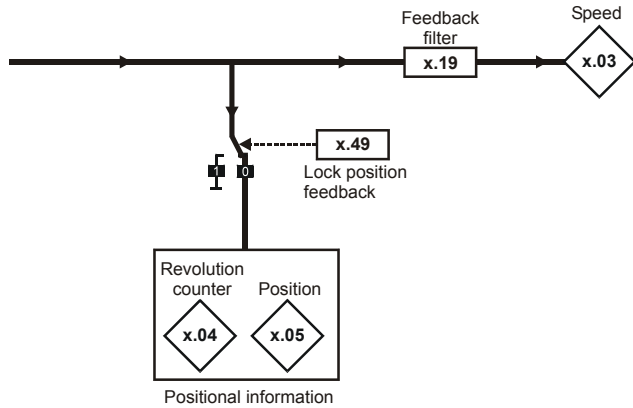 Speed
Feedback
filter
x.19
x.03
x.49
Lock position
feedback
1 0
Revolution
counter
Position
x.04
x.05
Positional information